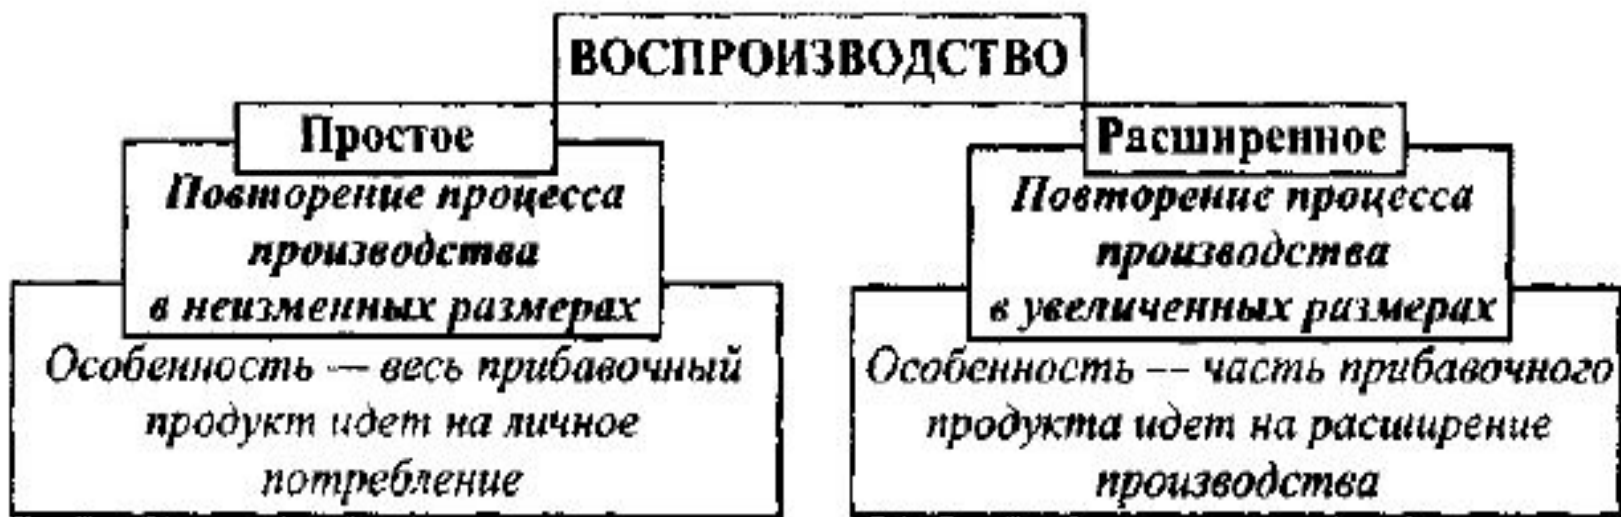 ВОСПРОИЗВОДСТВО
Простое
Повторение процесса
производства
в неизменных размерах
Особенность — весь прибавочный
продукт идет на личное
потребление
Расширенное
Повторение процесса
производства
в увеличенных размерах
Особенность — часть прибавочного
продукта идет на расширение
производства